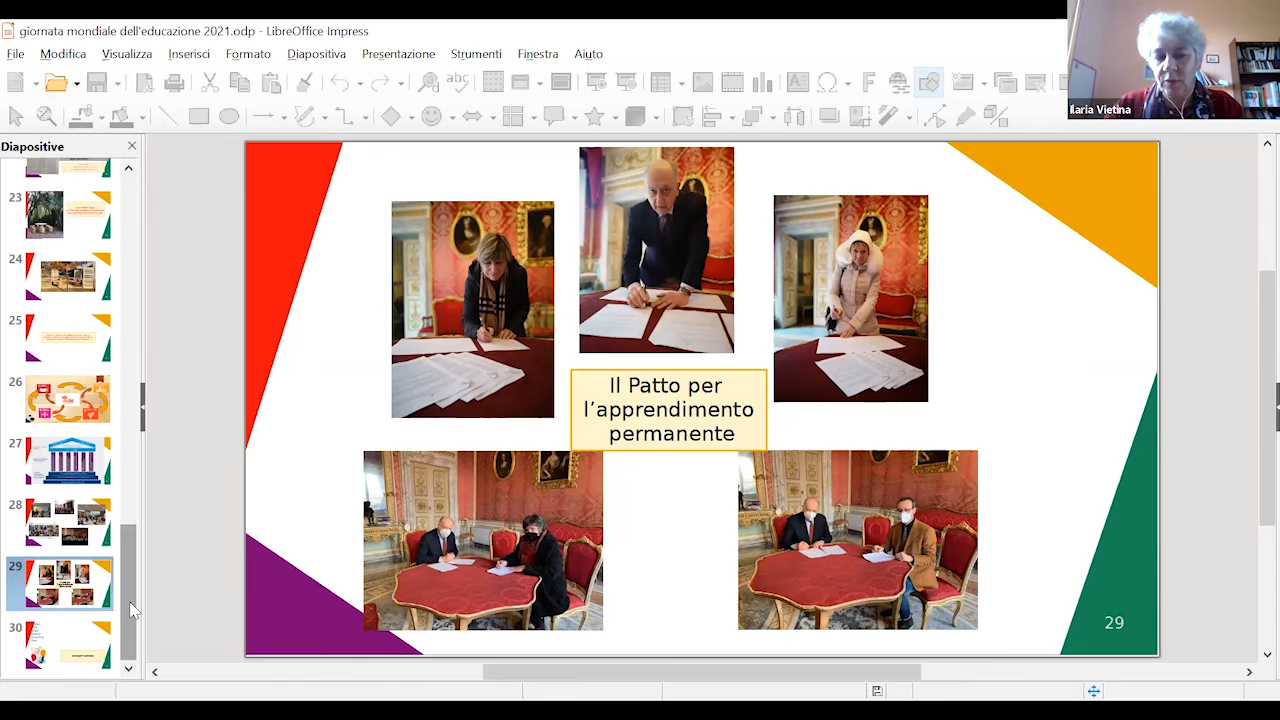 giornata mondiale dell'educazione 2021.odp - LibreOffice Impress
File Modifica Visualizza Inserisci Formato Diapositiva Presentazione Strumenti Finestra Aiuto
Ilaria Vietina
Diapositive
23
24
25
26
27
28
29
30
Il Patto per
l'apprendimento
permanente
29